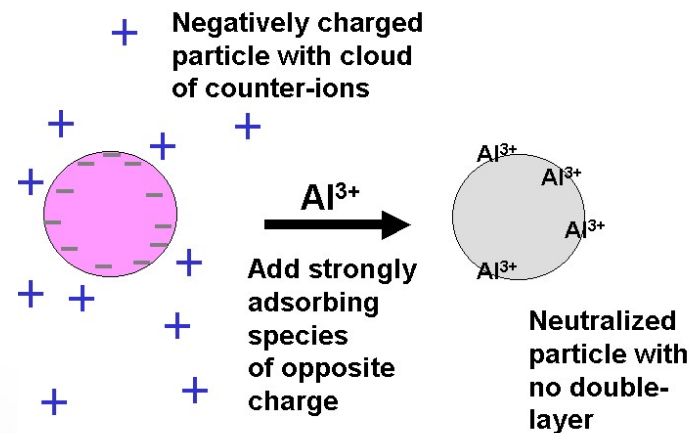 Negatively charged
particle with cloud
of counter-ions
Al³⁺
Add strongly
adsorbing
species
of opposite
charge
Al³⁺
Al³⁺
Al³⁺
Al³⁺
Neutralized
particle with
no double-
layer